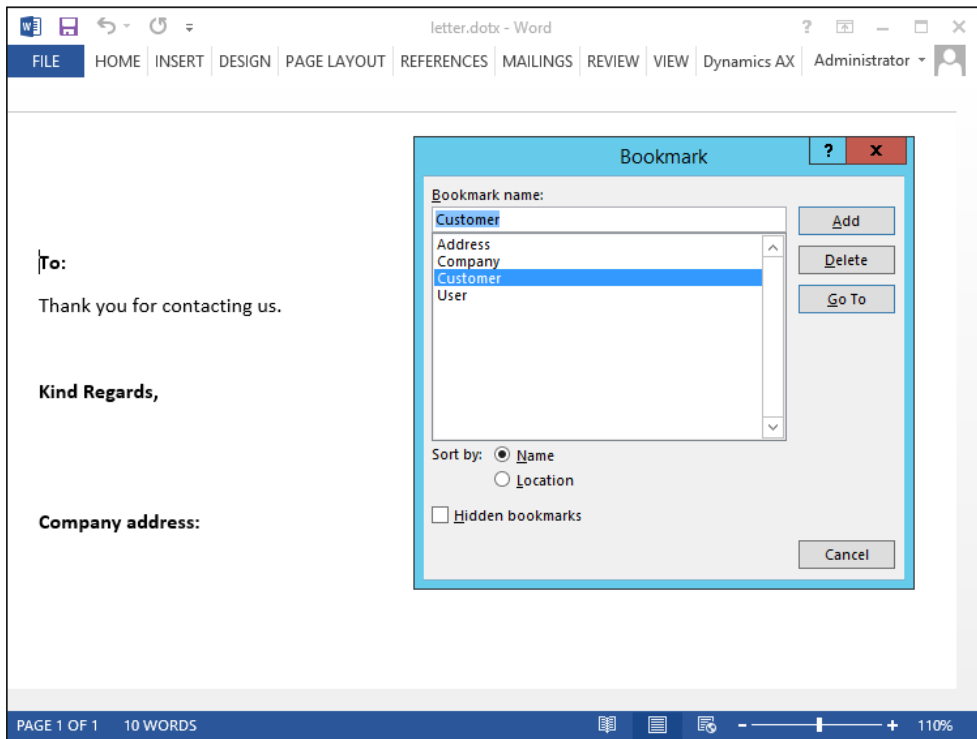 letter.dotx - Word
?
FILE HOME INSERT DESIGN PAGE LAYOUT REFERENCES MAILINGS REVIEW VIEW Dynamics AX Administrator
Bookmark
? x
Bookmark name:
Customer
Add
Address
Company
Customer
User
Delete
Go To
Sort by: Name
Location
Hidden bookmarks
Cancel
To:
Thank you for contacting us.
Kind Regards,
Company address:
PAGE 1 OF 1 10 WORDS 110%